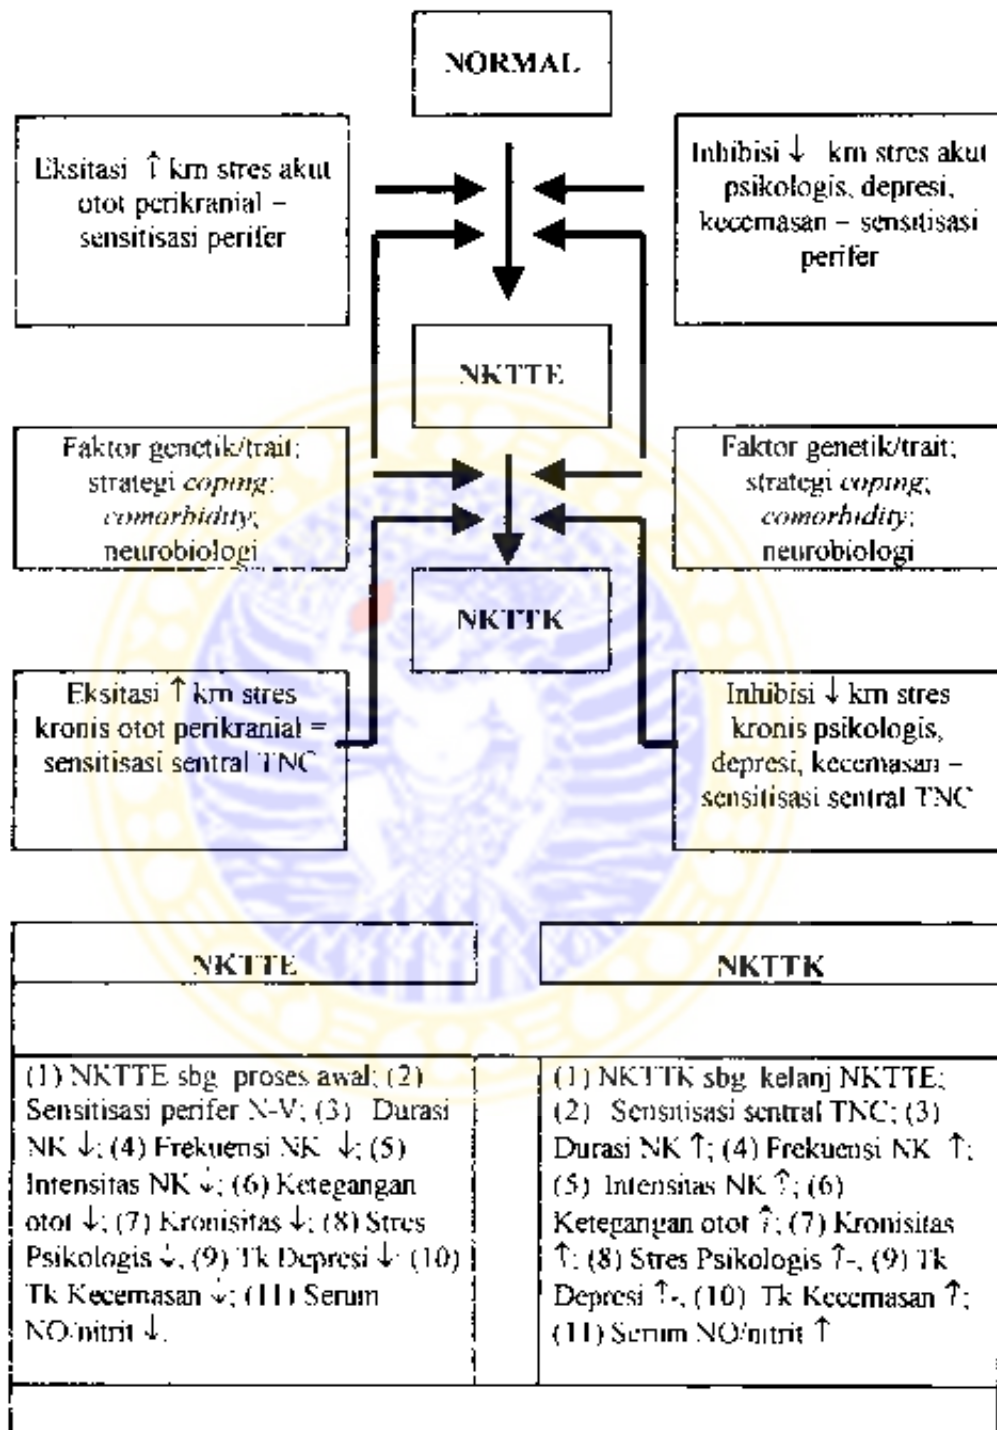 NORMAL
Eksitasi ↑ krn stres akut
otot perikranial –
sensitisasi perifer
Inhibisi ↓ krn stres akut
psikologis, depresi,
kecemasan – sensitisasi
perifer
NKTTE
Faktor genetik/trait;
strategi coping;
comorbidity;
neurobiologi
Faktor genetik/trait;
strategi coping;
comorbidity;
neurobiologi
NKTTK
Eksitasi ↑ krn stres
kronis otot perikranial =
sensitisasi sentral TNC
Inhibisi ↓ krn stres
kronis psikologis,
depresi, kecemasan –
sensitisasi sentral TNC
NKTTE
(1) NKTTE sbg proses awal; (2)
Sensitisasi perifer N-V; (3) Durasi
NK ↓; (4) Frekuensi NK ↓; (5)
Intensitas NK ↓; (6) Ketegangan
otot ↓; (7) Kronisitas ↓; (8) Stres
Psikologis ↓, (9) Tk Depresi ↓ (10)
Tk Kecemasan ↓; (11) Serum
NO/nitrit ↓.
NKTTK
(1) NKTTK sbg kelanj NKTTE;
(2) Sensitisasi sentral TNC; (3)
Durasi NK ↑; (4) Frekuensi NK ↑;
(5) Intensitas NK ↑; (6)
Ketegangan otot ↑; (7) Kronisitas
↑; (8) Stres Psikologis ↑-, (9) Tk
Depresi ↑-, (10) Tk Kecemasan ↑;
(11) Serum NO/nitrit ↑